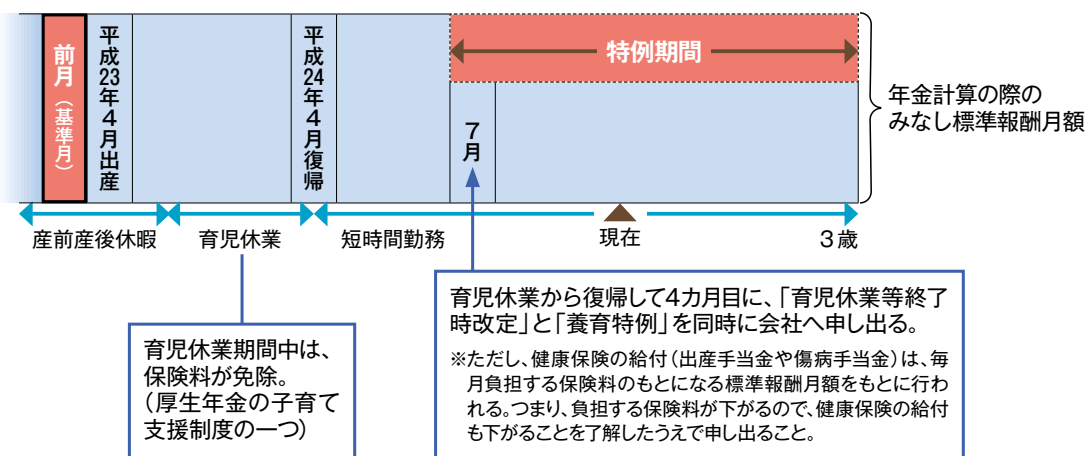 前月（基準月）
平成23年4月出産
平成24年4月復帰
特例期間
7月
年金計算の際の
みなし標準報酬月額
産前産後休暇
育児休業
短時間勤務
現在
3歳
育児休業期間中は、
保険料が免除。
（厚生年金の子育て
支援制度の一つ）
育児休業から復帰して4カ月目に、「育児休業等終了
時改定」と「養育特例」を同時に会社へ申し出る。
※ただし、健康保険の給付（出産手当金や傷病手当金）は、毎
月負担する保険料のもとになる標準報酬月額をもとに行わ
れる。つまり、負担する保険料が下がるので、健康保険の給付
も下がることを了解したうえで申し出ること。